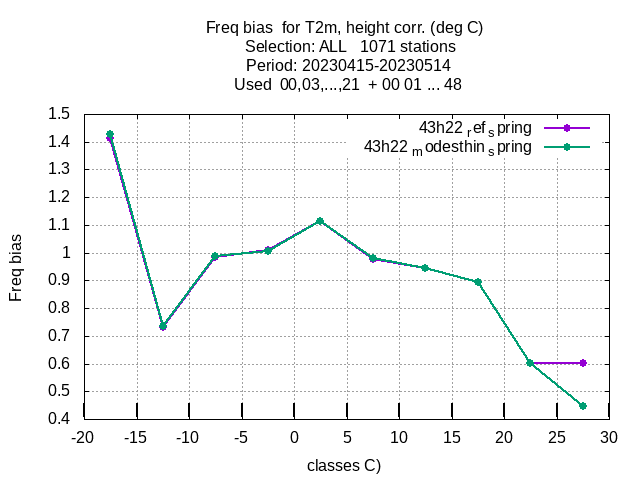 Freq bias  for T2m, height corr. (deg C)
Selection: ALL   1071 stations
Period: 20230415-20230514
Used  00,03,...,21  + 00 01 ... 48
43h22 ref spring
43h22 modesthin spring
1.5
1.4
1.3
1.2
1.1
1
0.9
0.8
0.7
0.6
0.5
0.4
Freq bias
-20 -15 -10 -5 0 5 10 15 20 25 30
classes C)